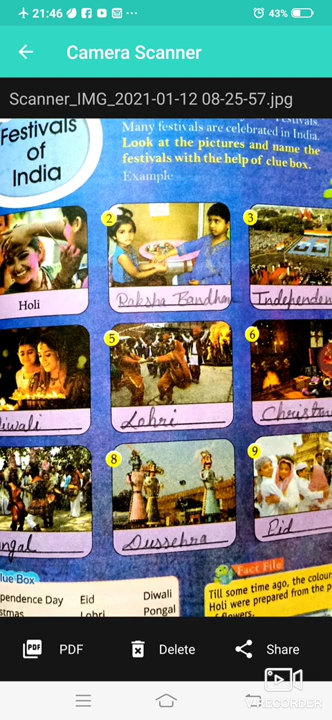 21:46
43%
Camera Scanner
Scanner_IMG_2021-01-12 08-25-57.jpg
Festivals
of
India
Many festivals are celebrated in India.
Look at the pictures and name the
festivals with the help of clue box.
Example
2
3
Holi
Raksha Bandhan
Independen
5
6
iwali
Lohri
Christm
8
9
ngal
Dussehra
Eid
lue Box
pendence Day Eid Diwali
stmas Lohri Pongal
Fact File
Till some time ago, the colour
Holi were prepared from the p
f flowers.
PDF Delete Share
V RECORDER